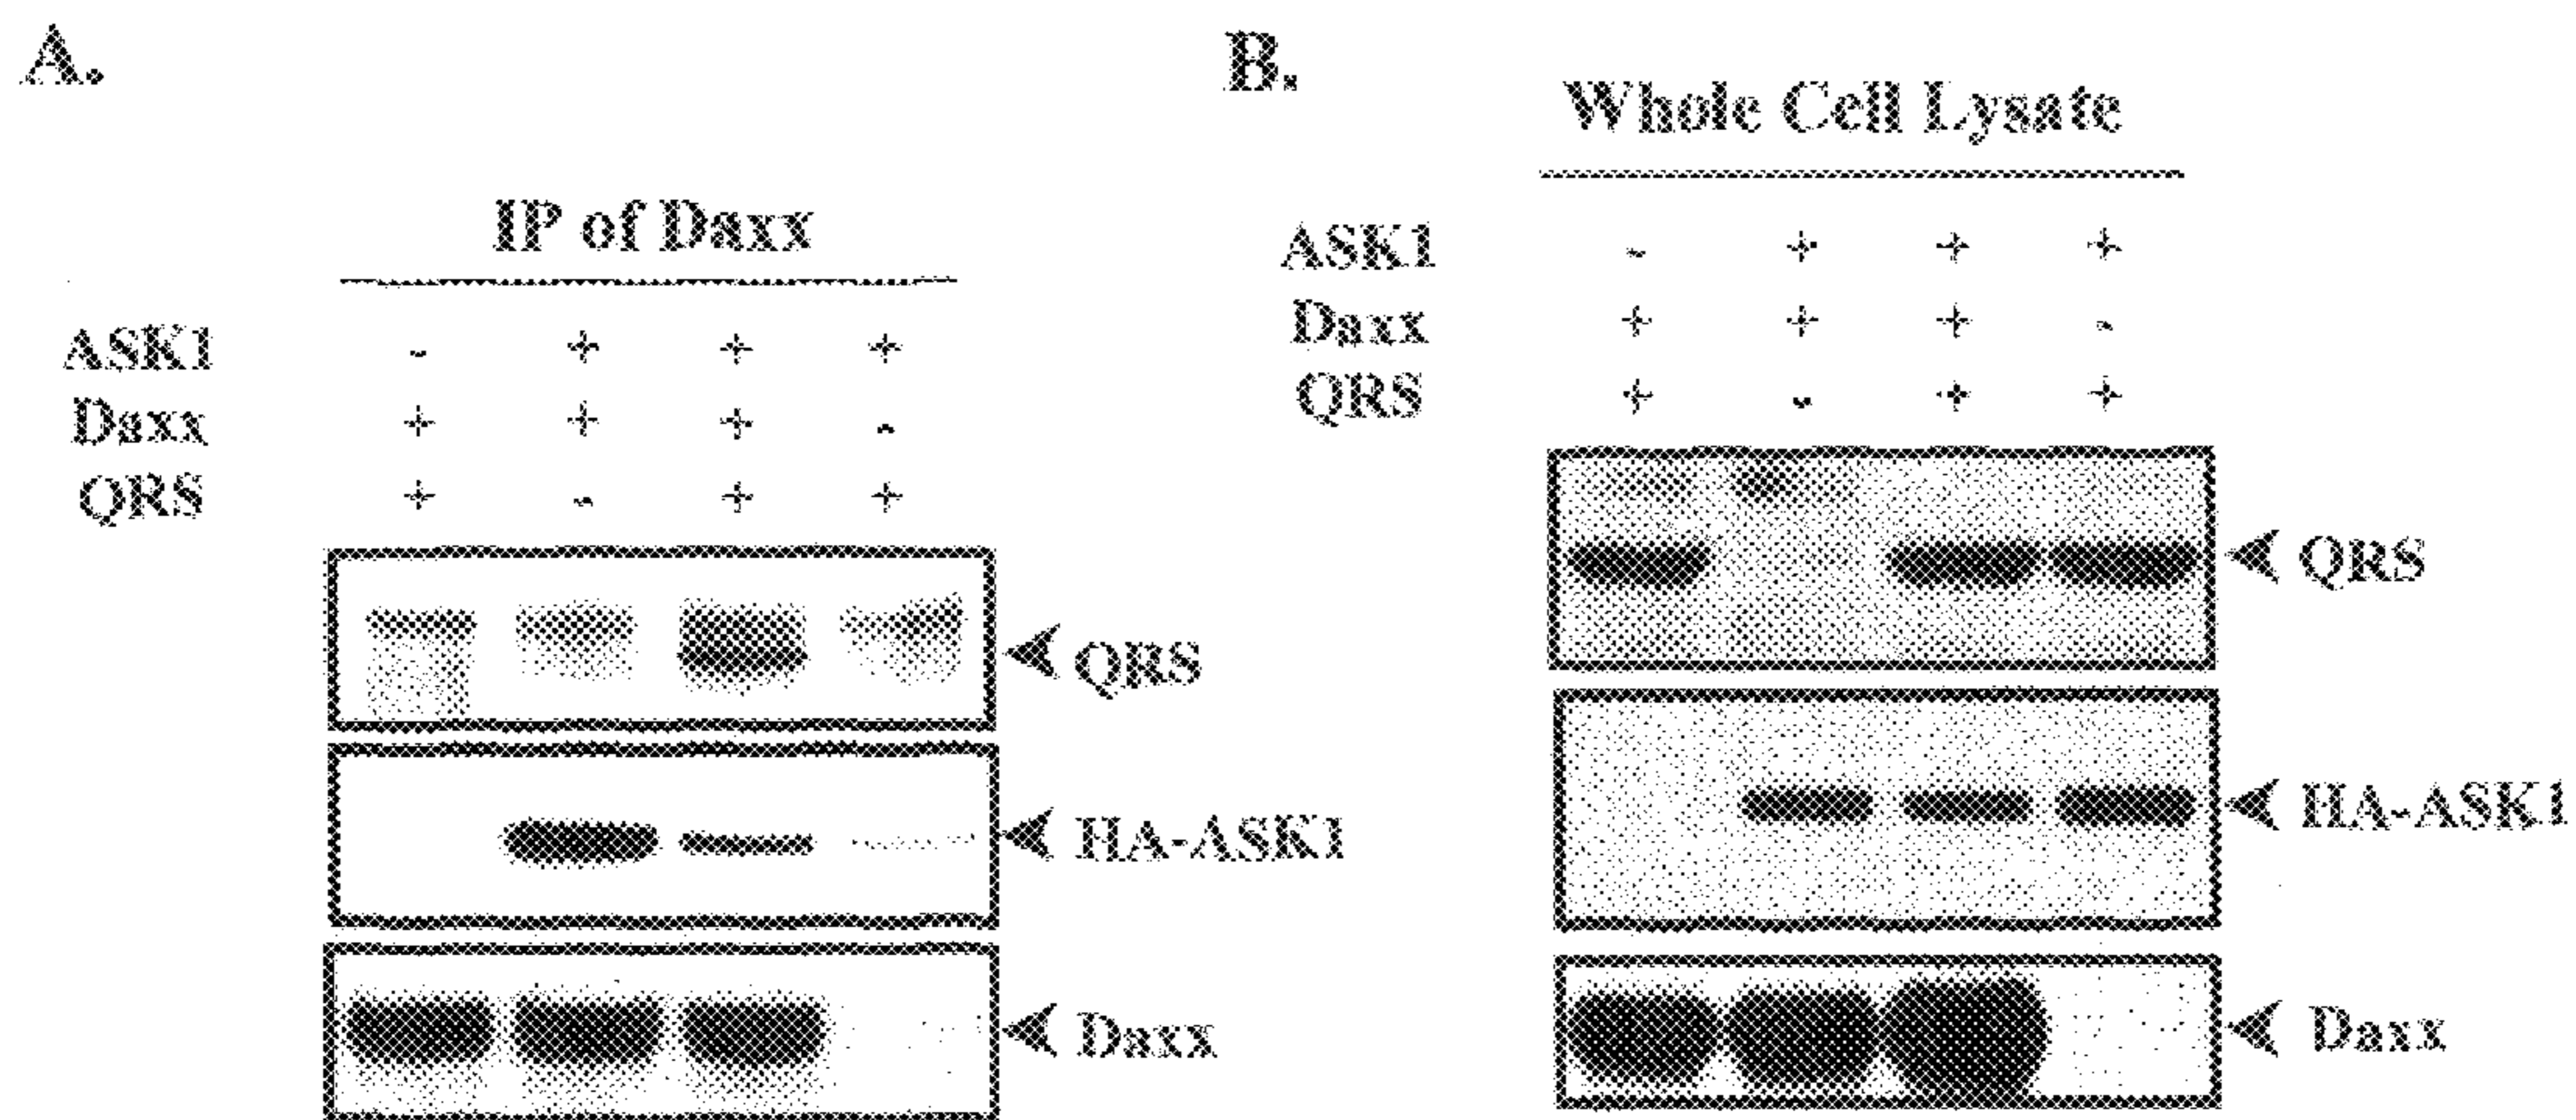 A.
IP of Daxx
ASK1 - + + +
Daxx + + + -
QRS + - + +
QRS
HA-ASK1
Daxx
B.
Whole Cell Lysate
ASK1 - + + +
Daxx + + + -
QRS + - + +
QRS
HA-ASK1
Daxx